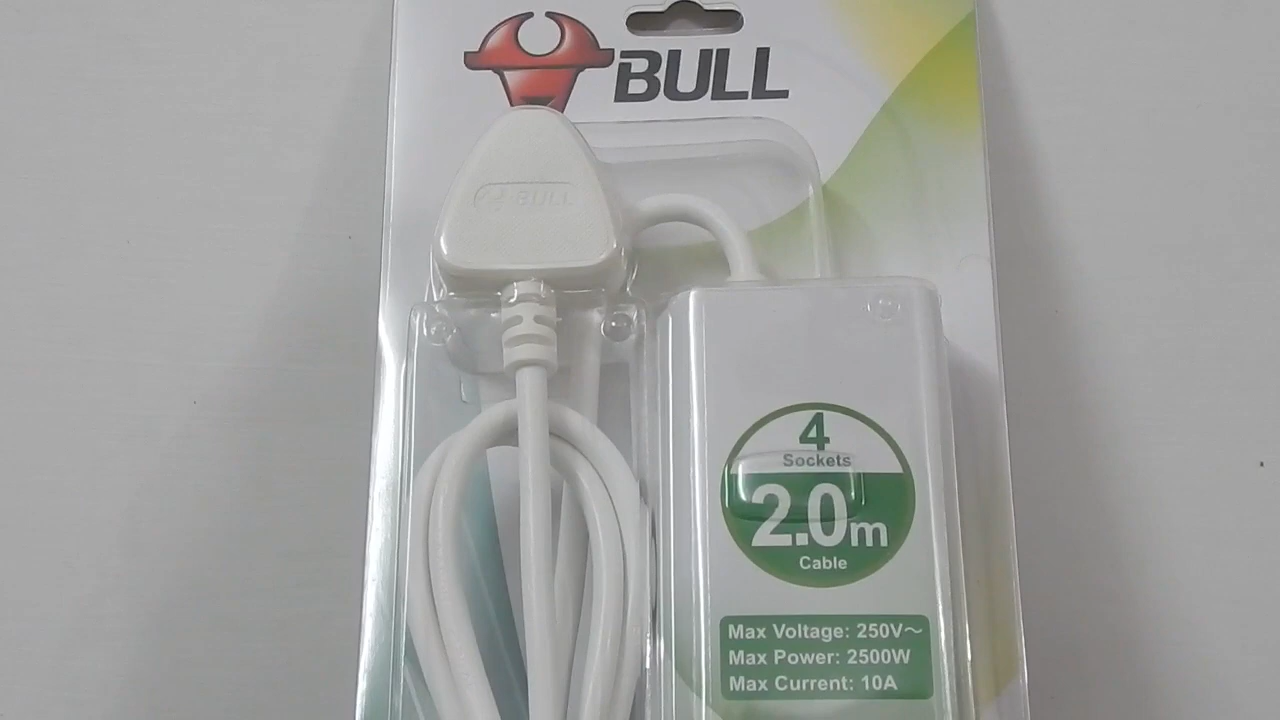 BULL
BULL
4
Sockets
2.0m
Cable
Max Voltage: 250V～
Max Power: 2500W
Max Current: 10A